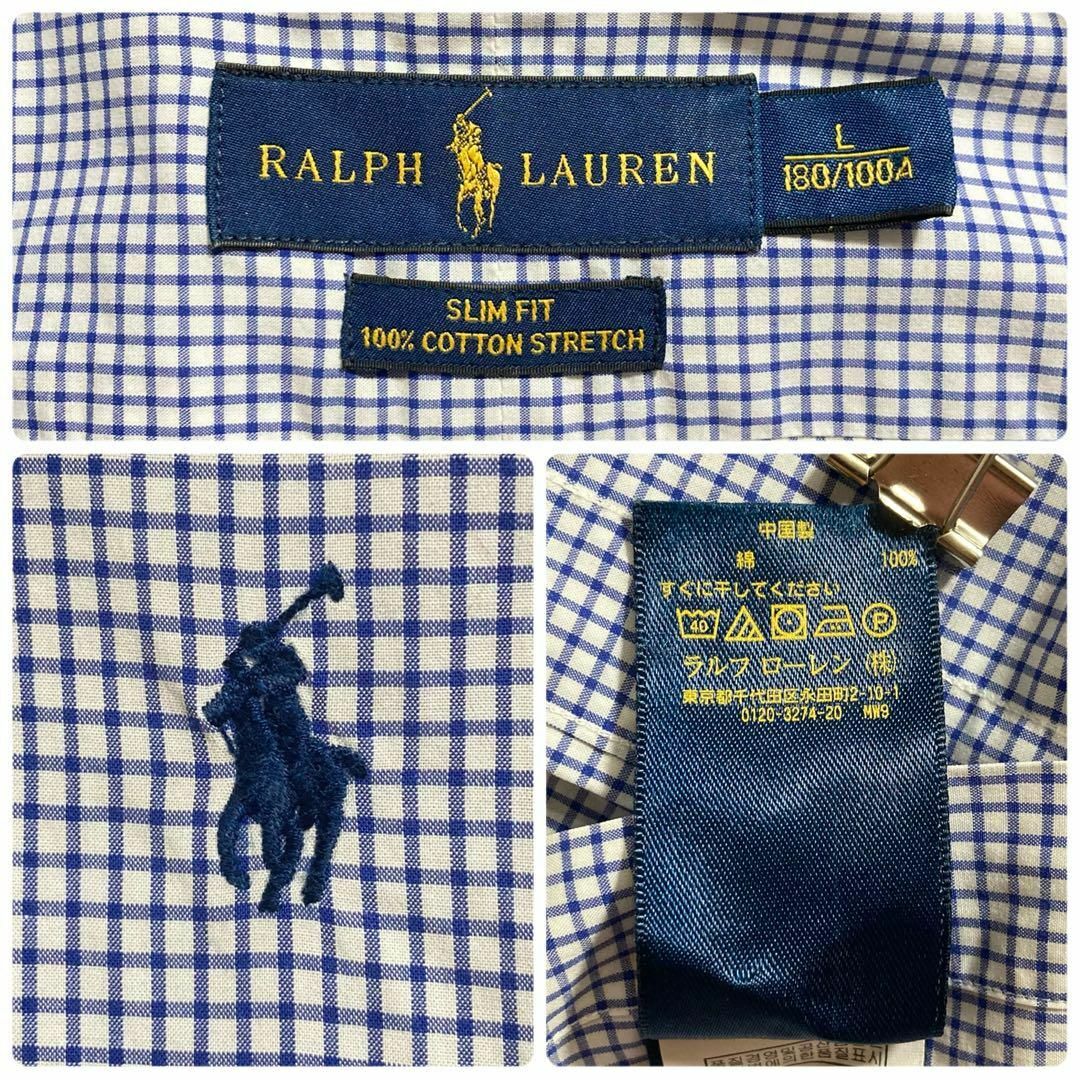 RALPH LAUREN
L
180/100A
SLIM FIT
100% COTTON STRETCH
中国製
綿 100%
すぐに干してください
40 P
ラルフ ローレン (株)
東京都千代田区永田町2-10-1
0120-3274-20 MW9